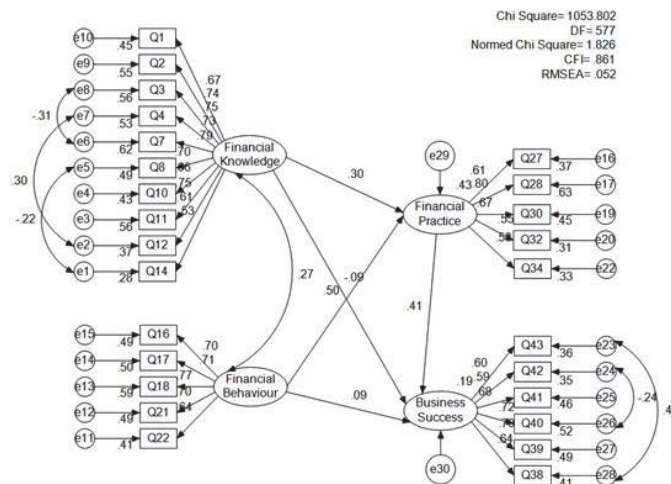 Chi Square= 1053.802
DF= 577
Normed Chi Square= 1.826
CFI= .861
RMSEA= .052
e10 .45 Q1 .67
e9 .55 Q2 .74
e8 .56 Q3 .75
e7 .53 Q4 .73
-.31
e6 .62 Q7 .79
Financial
Knowledge
e5 .49 Q8 .70
.30
e4 .43 Q10
-.22
e3 .56 Q11 .75
e2 .37 Q12 .61
e1 .28 Q14 .53
e29
.30
.43
Financial
Practice
.61 Q27 .37 e16
.80 Q28 .63 e17
.67 Q30 .45 e19
.55 Q32 .31 e20
Q34 .33 e22
.27
.50
-.09
.41
e15 .49 Q16 .70
e14 .50 Q17 .71
e13 .59 Q18 .77
e12 .49 Q21 .70
e11 .41 Q22 .64
Financial
Behaviour
.09
.19
Business
Success
e30
.60 Q43 .36 e23
.59 Q42 .35 e24
.68 Q41 .46 e25
.72 Q40 .52 e26
Q39 .49 e27
.64 Q38 .41 e28
-.24